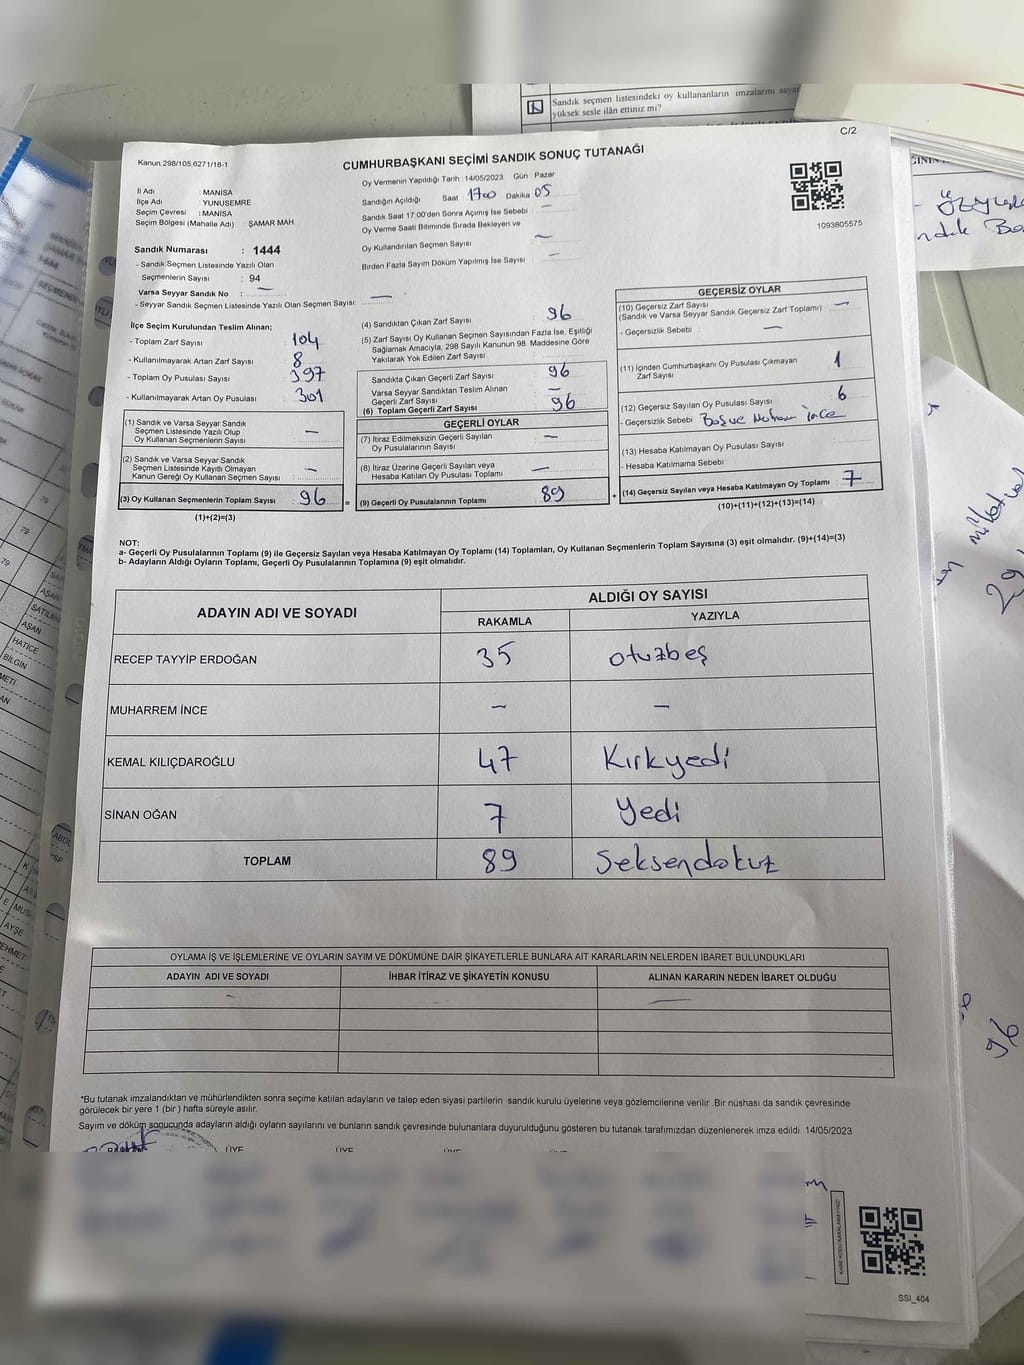 Sandık seçmen listesindeki oy kullananların imzalarını
yüksek sesle ilân ettiniz mi?
C/2
Kanun,298/105,6271/18-1
CUMHURBAŞKANI SEÇİMİ SANDIK SONUÇ TUTANAĞI
Oy Vermenin Yapıldığı Tarih :14/05/2023 Gün : Pazar
İl Adı : MANİSA
İlçe Adı : YUNUSEMRE
Seçim Çevresi : MANİSA
Seçim Bölgesi (Mahalle Adı) : ŞAMAR MAH.
Sandığın Açıldığı Saat 1700 Dakika 05
Sandık Saat 17:00'den Sonra Açımış İse Sebebi : —
Oy Verme Saati Bitiminde Sırada Bekleyen ve
Oy Kullandırılan Seçmen Sayısı : —
Birden Fazla Sayım Döküm Yapılmış İse Sayısı : —
1093805575
Sandık Numarası : 1444
- Sandık Seçmen Listesinde Yazılı Olan
Seçmenlerin Sayısı : 94
Varsa Seyyar Sandık No : —
- Seyyar Sandık Seçmen Listesinde Yazılı Olan Seçmen Sayısı: —
İlçe Seçim Kurulundan Teslim Alınan;
- Toplam Zarf Sayısı : 104
- Kullanılmayarak Artan Zarf Sayısı : 8
- Toplam Oy Pusulası Sayısı : 397
- Kullanılmayarak Artan Oy Pusulası : 301
(1) Sandık ve Varsa Seyyar Sandık
Seçmen Listesinde Yazılı Olup
Oy Kullanan Seçmenlerin Sayısı —
(2) Sandık ve Varsa Seyyar Sandık
Seçmen Listesinde Kayıtlı Olmayan
Kanun Gereği Oy Kullanan Seçmen Sayısı —
(3) Oy Kullanan Seçmenlerin Toplam Sayısı : 96 =
(1)+(2)=(3)
(4) Sandıktan Çıkan Zarf Sayısı : 96
(5) Zarf Sayısı Oy Kullanan Seçmen Sayısından Fazla İse, Eşitliği
Sağlamak Amacıyla, 298 Sayılı Kanunun 98. Maddesine Göre
Yakılarak Yok Edilen Zarf Sayısı : —
Sandıkta Çıkan Geçerli Zarf Sayısı : 96
Varsa Seyyar Sandıktan Teslim Alınan
Geçerli Zarf Sayısı : —
(6) Toplam Geçerli Zarf Sayısı : 96
GEÇERLİ OYLAR
(7) İtiraz Edilmeksizin Geçerli Sayılan
Oy Pusulalarının Sayısı : —
(8) İtiraz Üzerine Geçerli Sayılan veya
Hesaba Katılan Oy Pusulası Toplamı : —
(9) Geçerli Oy Pusulalarının Toplamı : 89 +
GEÇERSİZ OYLAR
(10) Geçersiz Zarf Sayısı : —
(Sandık ve Varsa Seyyar Sandık Geçersiz Zarf Toplamı)
- Geçersizlik Sebebi : —
(11) İçinden Cumhurbaşkanı Oy Pusulası Çıkmayan
Zarf Sayısı : 1
(12) Geçersiz Sayılan Oy Pusulası Sayısı : 6
- Geçersizlik Sebebi : Boş ve Muharrem İnce
(13) Hesaba Katılmayan Oy Pusulası Sayısı
- Hesaba Katılmama Sebebi :
(14) Geçersiz Sayılan veya Hesaba Katılmayan Oy Toplamı : 7
(10)+(11)+(12)+(13)=(14)
NOT:
a- Geçerli Oy Pusulalarının Toplamı (9) ile Geçersiz Sayılan veya Hesaba Katılmayan Oy Toplamı (14) Toplamları, Oy Kullanan Seçmenlerin Toplam Sayısına (3) eşit olmalıdır. (9)+(14)=(3)
b- Adayların Aldığı Oyların Toplamı, Geçerli Oy Pusulalarının Toplamına (9) eşit olmalıdır.
ADAYIN ADI VE SOYADI ALDIĞI OY SAYISI
RAKAMLA YAZIYLA
RECEP TAYYİP ERDOĞAN 35 otuzbeş
MUHARREM İNCE — —
KEMAL KILIÇDAROĞLU 47 Kırkyedi
SİNAN OĞAN 7 yedi
TOPLAM 89 Seksendokuz
OYLAMA İŞ VE İŞLEMLERİNE VE OYLARIN SAYIM VE DÖKÜMÜNE DAİR ŞİKAYETLERLE BUNLARA AİT KARARLARIN NELERDEN İBARET BULUNDUKLARI
ADAYIN ADI VE SOYADI İHBAR İTİRAZ VE ŞİKAYETİN KONUSU ALINAN KARARIN NEDEN İBARET OLDUĞU
*Bu tutanak imzalandıktan ve mühürlendikten sonra seçime katılan adayların ve talep eden siyasi partilerin sandık kurulu üyelerine veya gözlemcilerine verilir. Bir nüshası da sandık çevresinde
görülecek bir yere 1 (bir ) hafta süreyle asılır.
Sayım ve döküm sonucunda adayların aldığı oyların sayılarını ve bunların sandık çevresinde bulunanlara duyurulduğunu gösteren bu tutanak tarafımızdan düzenlenerek imza edildi. 14/05/2023
ÜYE ÜYE ÜYE ÜYE
KARE KODU KARALAMAYINIZ!
SSI_404
96